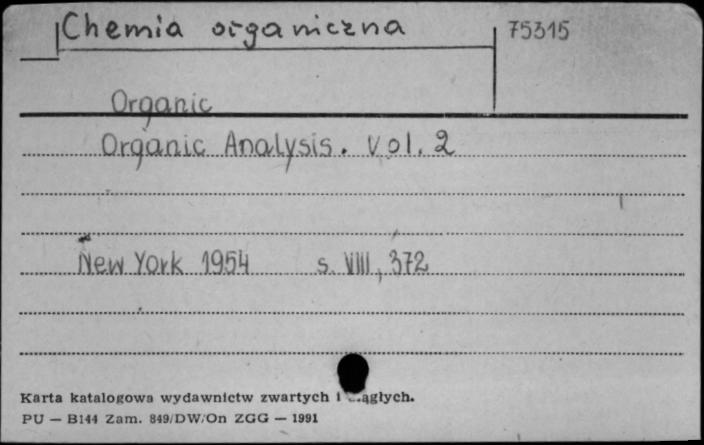 Chemia organiczna 75315
Organic
Organic Analysis. Vol. 2
New York 1954 s. VIII, 372
Karta katalogowa wydawnictw zwartych i
PU — B144 Zam. 849/DW/On ZGG — 1991